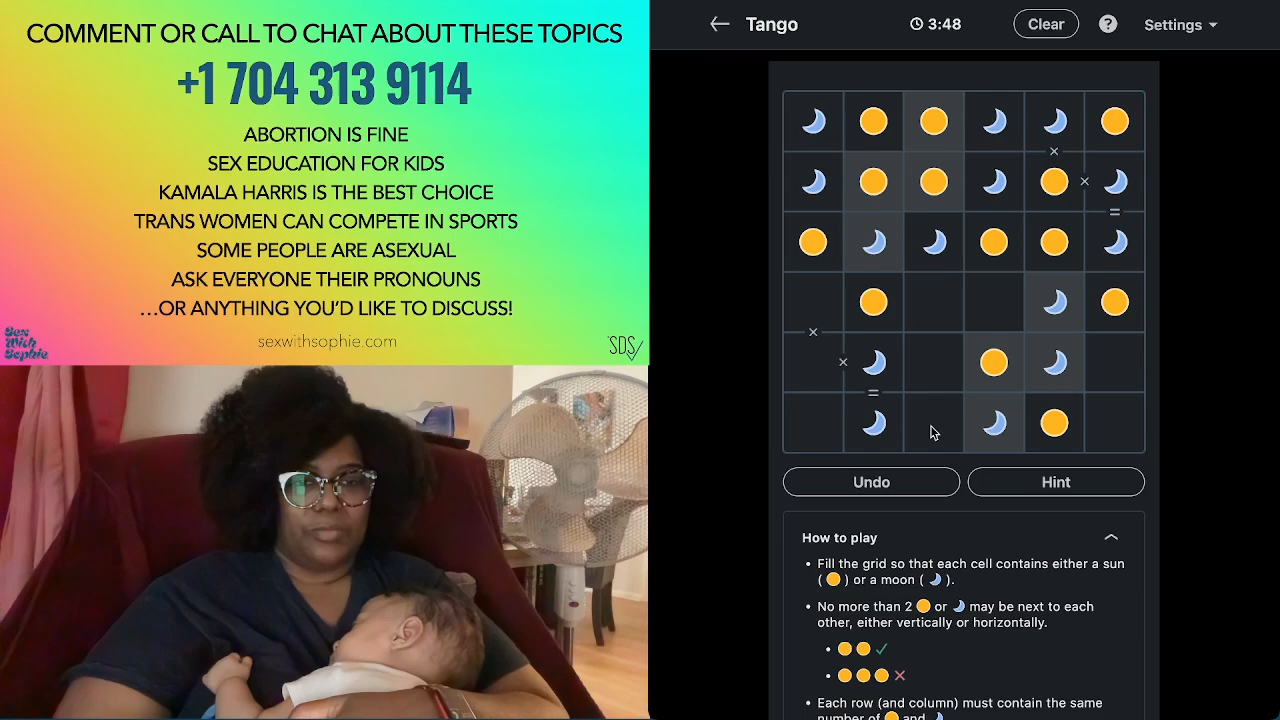 COMMENT OR CALL TO CHAT ABOUT THESE TOPICS
+1 704 313 9114
ABORTION IS FINE
SEX EDUCATION FOR KIDS
KAMALA HARRIS IS THE BEST CHOICE
TRANS WOMEN CAN COMPETE IN SPORTS
SOME PEOPLE ARE ASEXUAL
ASK EVERYONE THEIR PRONOUNS
...OR ANYTHING YOU'D LIKE TO DISCUSS!
sexwithsophie.com
Sex
With
Sophie
SDS
Tango
3:48
Clear
?
Settings
×
×
=
×
×
=
Undo
Hint
How to play
• Fill the grid so that each cell contains either a sun
( ) or a moon ( ).
• No more than 2 or may be next to each
other, either vertically or horizontally.
• Each row (and column) must contain the same
number of and .